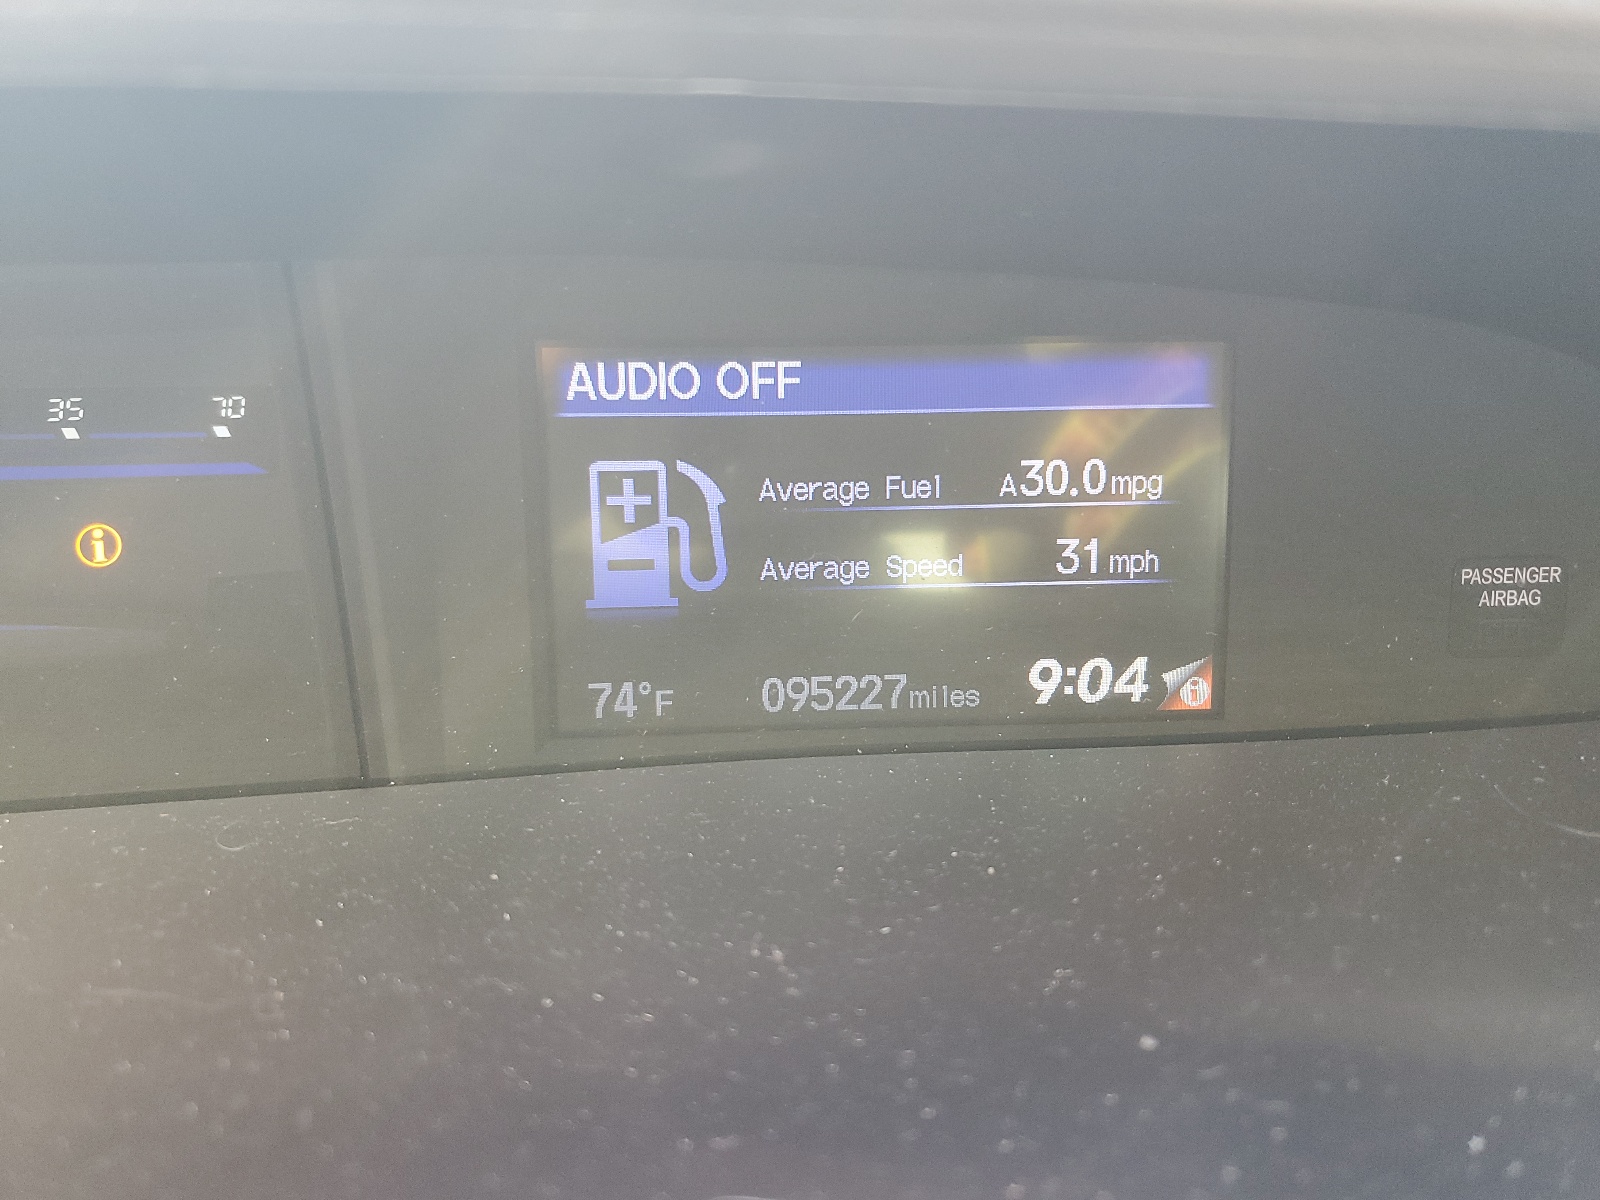 AUDIO OFF
35 70
Average Fuel A30.0mpg
Average Speed 31 mph
i
PASSENGER
AIRBAG
74°F 095227miles 9:04 i